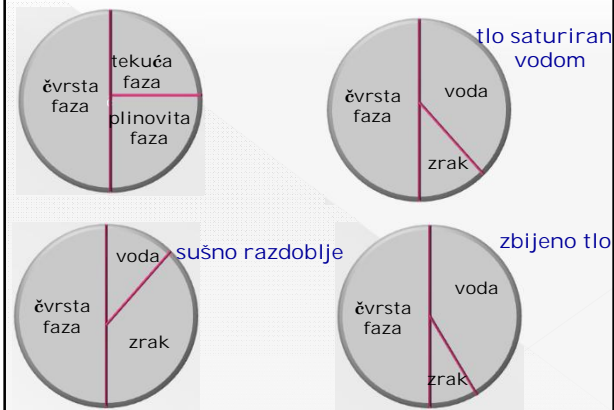 čvrsta
faza
tekuća
faza
plinovita
faza
tlo saturirano
vodom
čvrsta
faza
voda
zrak
sušno razdoblje
čvrsta
faza
voda
zrak
zbijeno tlo
čvrsta
faza
voda
zrak